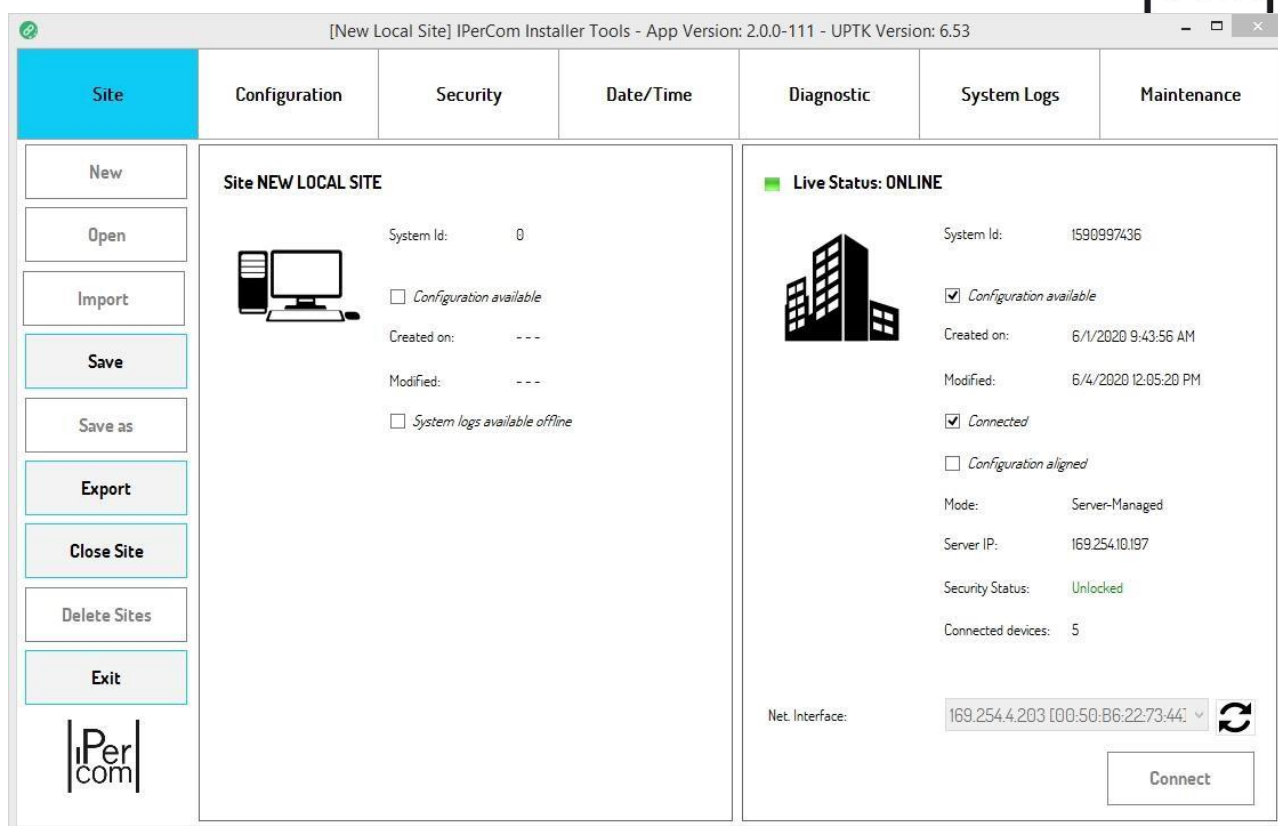 [New Local Site] IPerCom Installer Tools - App Version: 2.0.0-111 - UPTK Version: 6.53
Site
Configuration
Security
Date/Time
Diagnostic
System Logs
Maintenance
New
Open
Import
Save
Save as
Export
Close Site
Delete Sites
Exit
IPer
com
Site NEW LOCAL SITE
System Id: 0
Configuration available
Created on: ---
Modified: ---
System logs available offline
Live Status: ONLINE
System Id: 1590997436
Configuration available
Created on: 6/1/2020 9:43:56 AM
Modified: 6/4/2020 12:05:20 PM
Connected
Configuration aligned
Mode: Server-Managed
Server IP: 169.254.10.197
Security Status: Unlocked
Connected devices: 5
Net. Interface: 169.254.4.203 [00:50:B6:22:73:44]
Connect